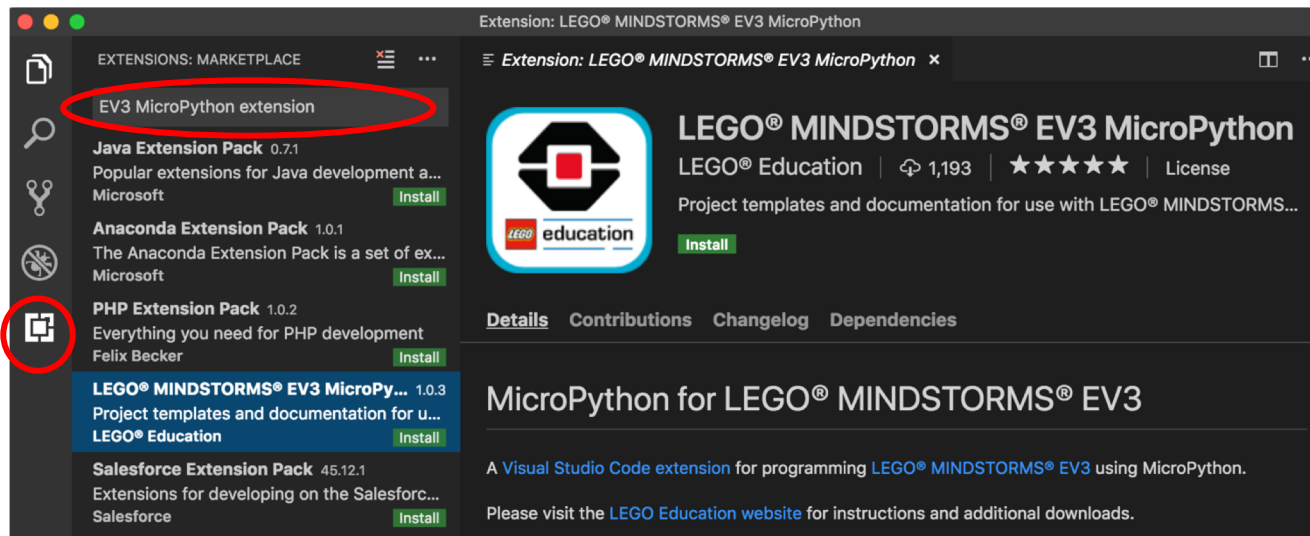 Extension: LEGO® MINDSTORMS® EV3 MicroPython
EXTENSIONS: MARKETPLACE
EV3 MicroPython extension
Java Extension Pack 0.7.1
Popular extensions for Java development a...
Microsoft Install
Anaconda Extension Pack 1.0.1
The Anaconda Extension Pack is a set of ex...
Microsoft Install
PHP Extension Pack 1.0.2
Everything you need for PHP development
Felix Becker Install
LEGO® MINDSTORMS® EV3 MicroPy... 1.0.3
Project templates and documentation for u...
LEGO® Education Install
Salesforce Extension Pack 45.12.1
Extensions for developing on the Salesforc...
Salesforce Install
Extension: LEGO® MINDSTORMS® EV3 MicroPython ×
LEGO education
LEGO® MINDSTORMS® EV3 MicroPython
LEGO® Education 1,193 ★★★★★ License
Project templates and documentation for use with LEGO® MINDSTORMS...
Install
Details Contributions Changelog Dependencies
MicroPython for LEGO® MINDSTORMS® EV3
A Visual Studio Code extension for programming LEGO® MINDSTORMS® EV3 using MicroPython.
Please visit the LEGO Education website for instructions and additional downloads.